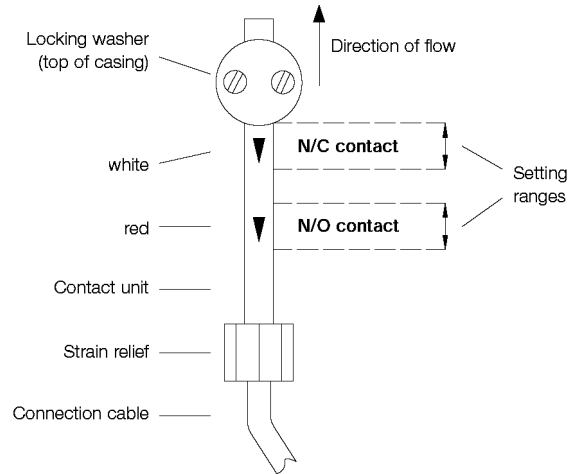 Locking washer
(top of casing)
Direction of flow
white
N/C contact
Setting
ranges
red
N/O contact
Contact unit
Strain relief
Connection cable